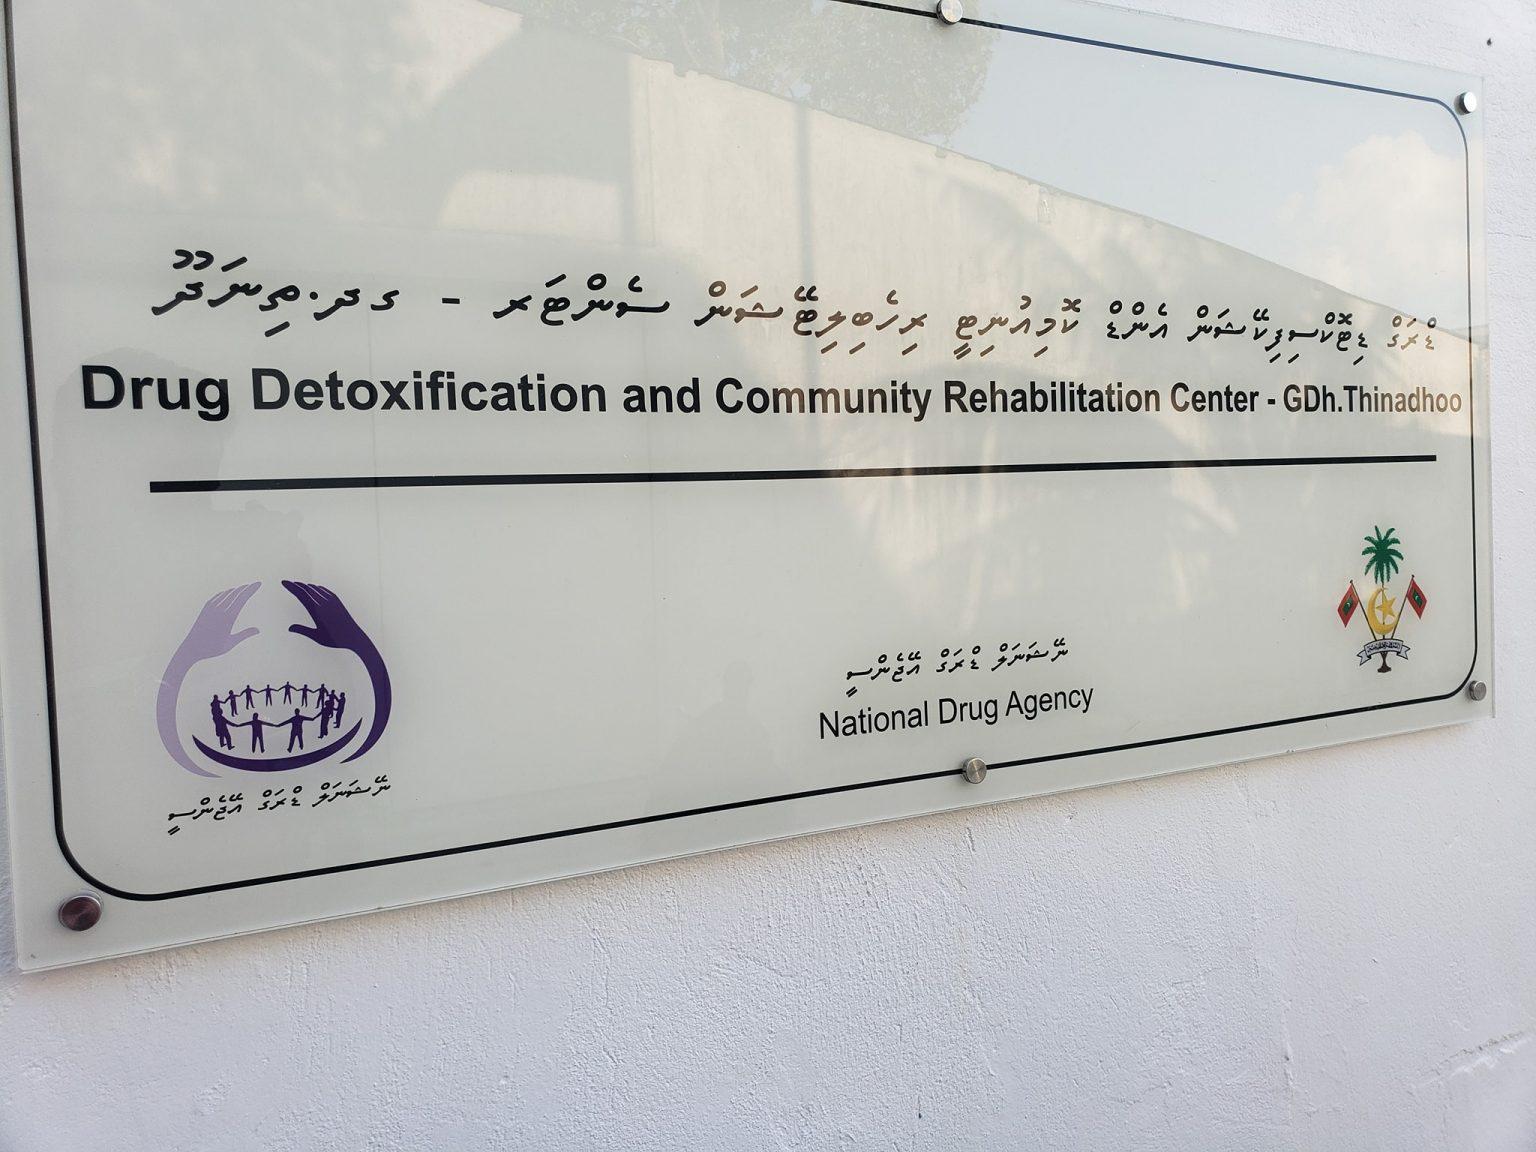 ޑްރަގް ޑިޓޮކްސިފިކޭޝަން އެންޑް ކޮމިއުނިޓީ ރިހެބިލިޓޭޝަން ސެންޓަރ - ގދ.ތިނަދޫ
Drug Detoxification and Community Rehabilitation Center - GDh.Thinadhoo
ނޭޝަނަލް ޑްރަގް އޭޖެންސީ
National Drug Agency
ނޭޝަނަލް ޑްރަގް އޭޖެންސީ